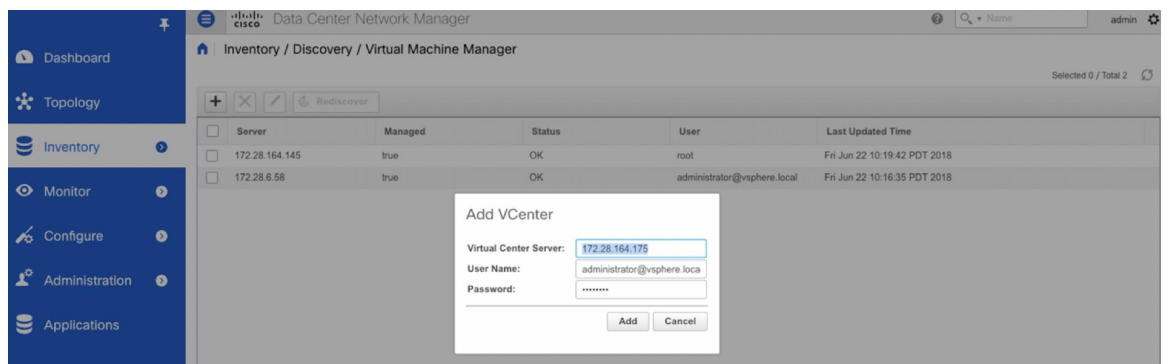 cisco Data Center Network Manager
Name
admin
Dashboard
Topology
Inventory
Monitor
Configure
Administration
Applications
Inventory / Discovery / Virtual Machine Manager
Selected 0 / Total 2
Rediscover
Server Managed Status User Last Updated Time
172.28.164.145 true OK root Fri Jun 22 10:19:42 PDT 2018
172.28.6.58 true OK administrator@vsphere.local Fri Jun 22 10:16:35 PDT 2018
Add VCenter
Virtual Center Server: 172.28.164.175
User Name: administrator@vsphere.loca
Password: ••••••••
Add Cancel